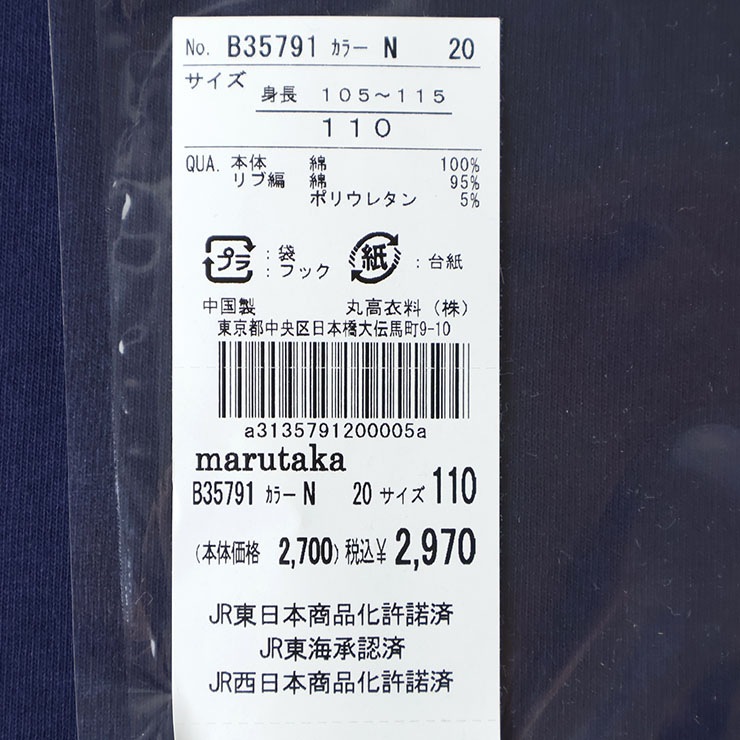 No. B35791 カラー N 20
サイズ
身長 105～115
110
QUA. 本体 綿 100%
リブ編 綿 95%
ポリウレタン 5%
プラ : 袋
: フック
紙 : 台紙
中国製 丸高衣料（株）
東京都中央区日本橋大伝馬町9-10
a3135791200005a
marutaka
B35791 カラー N 20 サイズ 110
(本体価格 2,700) 税込¥ 2,970
JR東日本商品化許諾済
JR東海承認済
JR西日本商品化許諾済